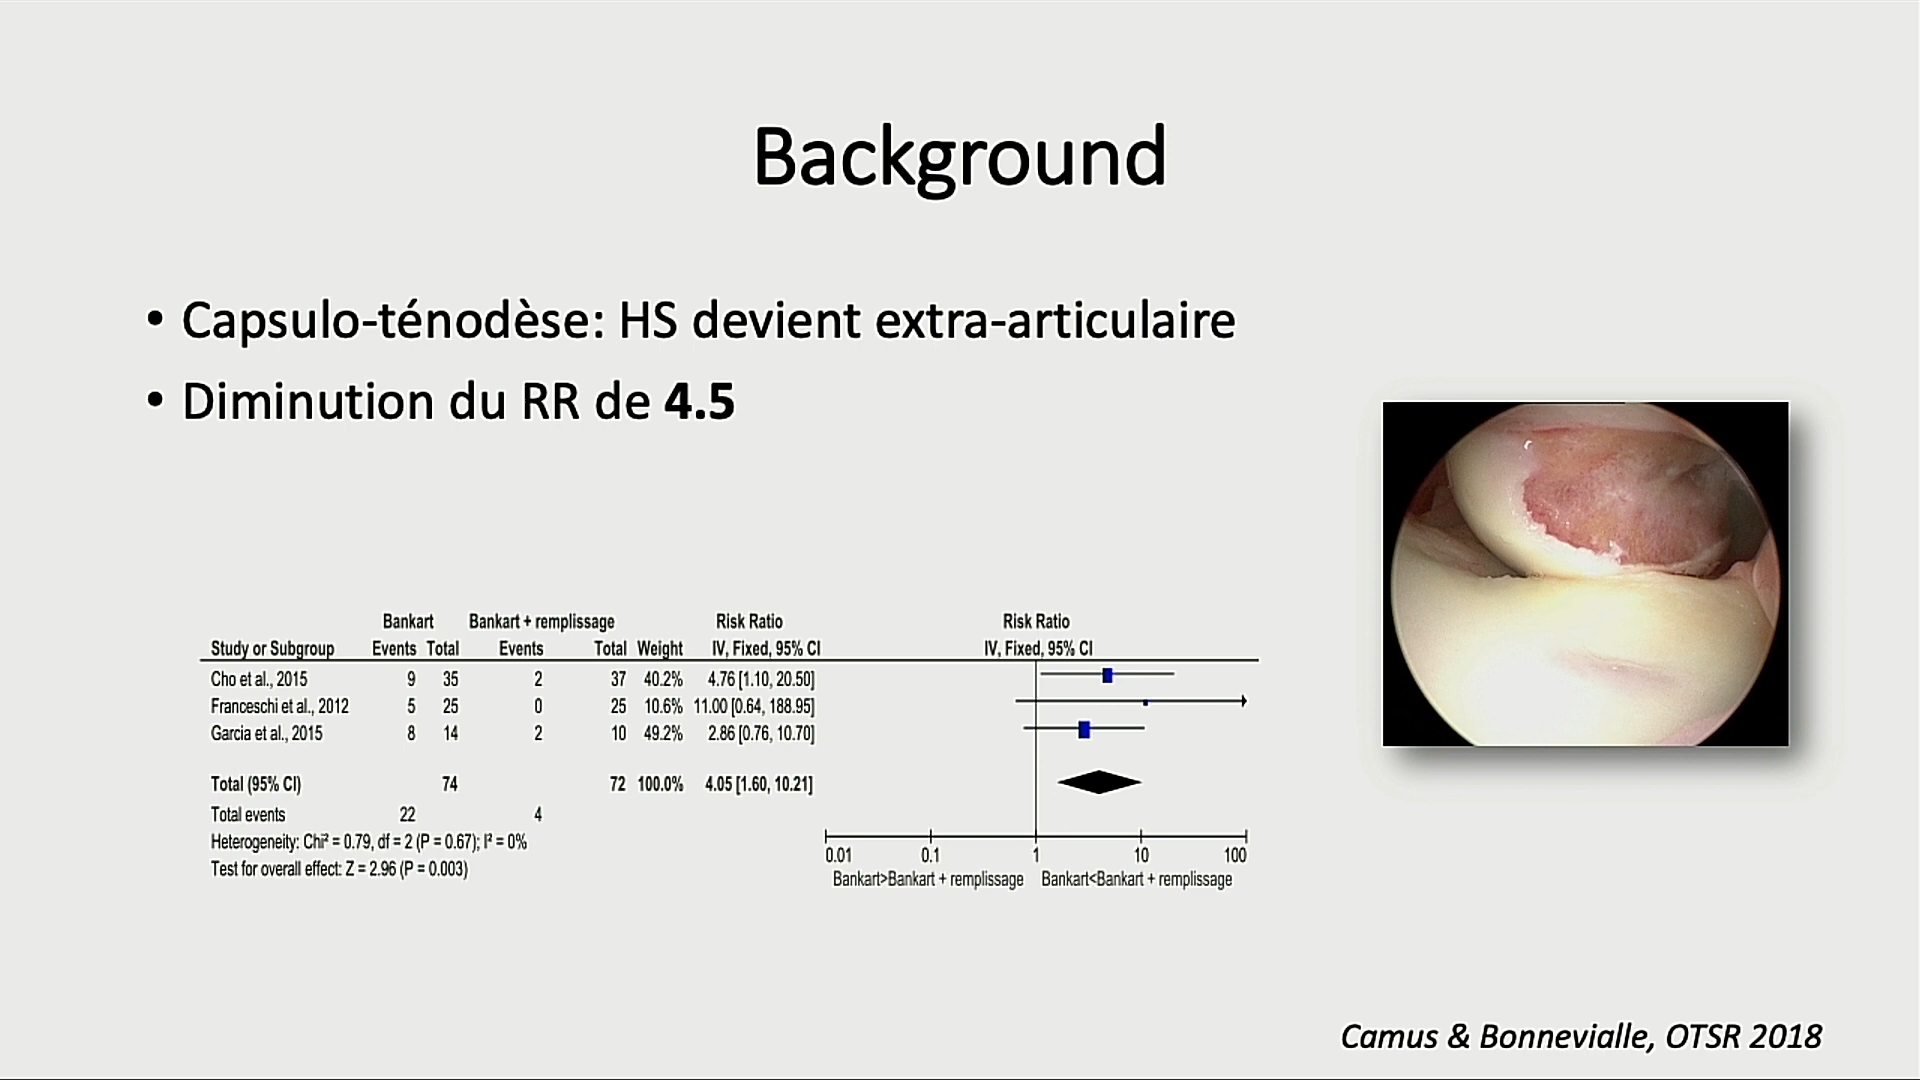 Background
• Capsulo-ténodèse: HS devient extra-articulaire
• Diminution du RR de 4.5
Bankart Bankart + remplissage Risk Ratio Risk Ratio
Study or Subgroup Events Total Events Total Weight IV, Fixed, 95% CI IV, Fixed, 95% CI
Cho et al., 2015 9 35 2 37 40.2% 4.76 [1.10, 20.50]
Franceschi et al., 2012 5 25 0 25 10.6% 11.00 [0.64, 188.95]
Garcia et al., 2015 8 14 2 10 49.2% 2.86 [0.76, 10.70]
Total (95% CI) 74 72 100.0% 4.05 [1.60, 10.21]
Total events 22 4
Heterogeneity: Chi² = 0.79, df = 2 (P = 0.67); I² = 0%
Test for overall effect: Z = 2.96 (P = 0.003)
0.01 0.1 1 10 100
Bankart>Bankart + remplissage Bankart<Bankart + remplissage
Camus & Bonnevialle, OTSR 2018